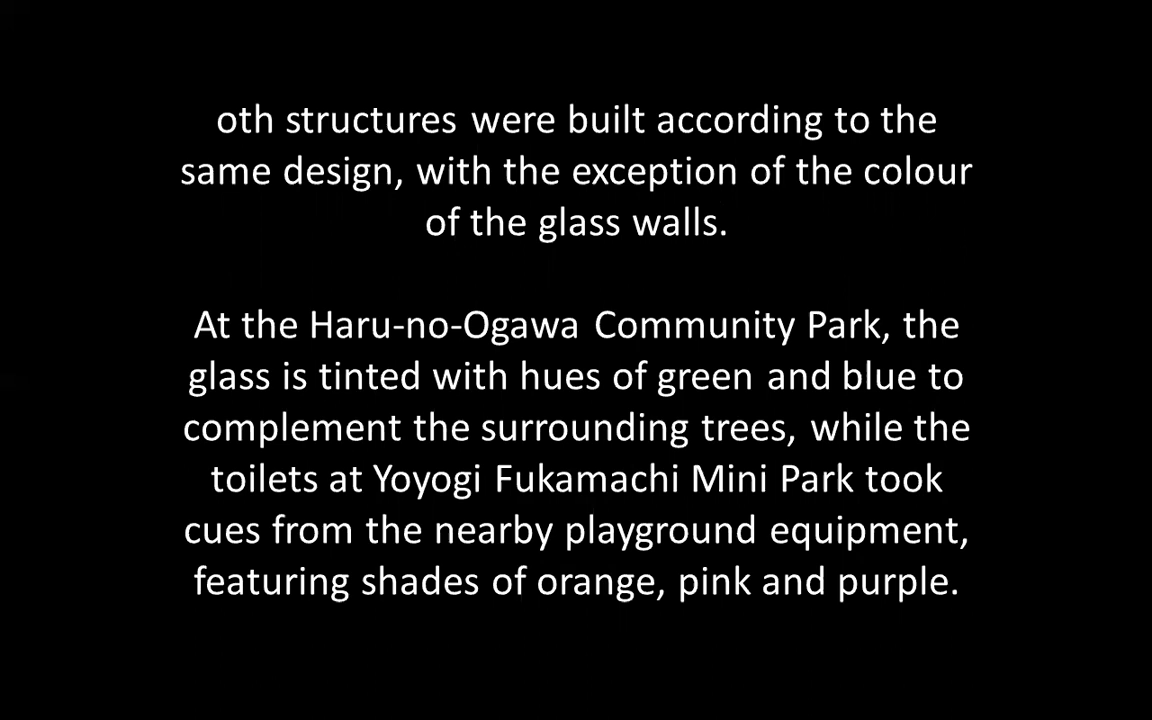 oth structures were built according to the
same design, with the exception of the colour
of the glass walls.
At the Haru-no-Ogawa Community Park, the
glass is tinted with hues of green and blue to
complement the surrounding trees, while the
toilets at Yoyogi Fukamachi Mini Park took
cues from the nearby playground equipment,
featuring shades of orange, pink and purple.